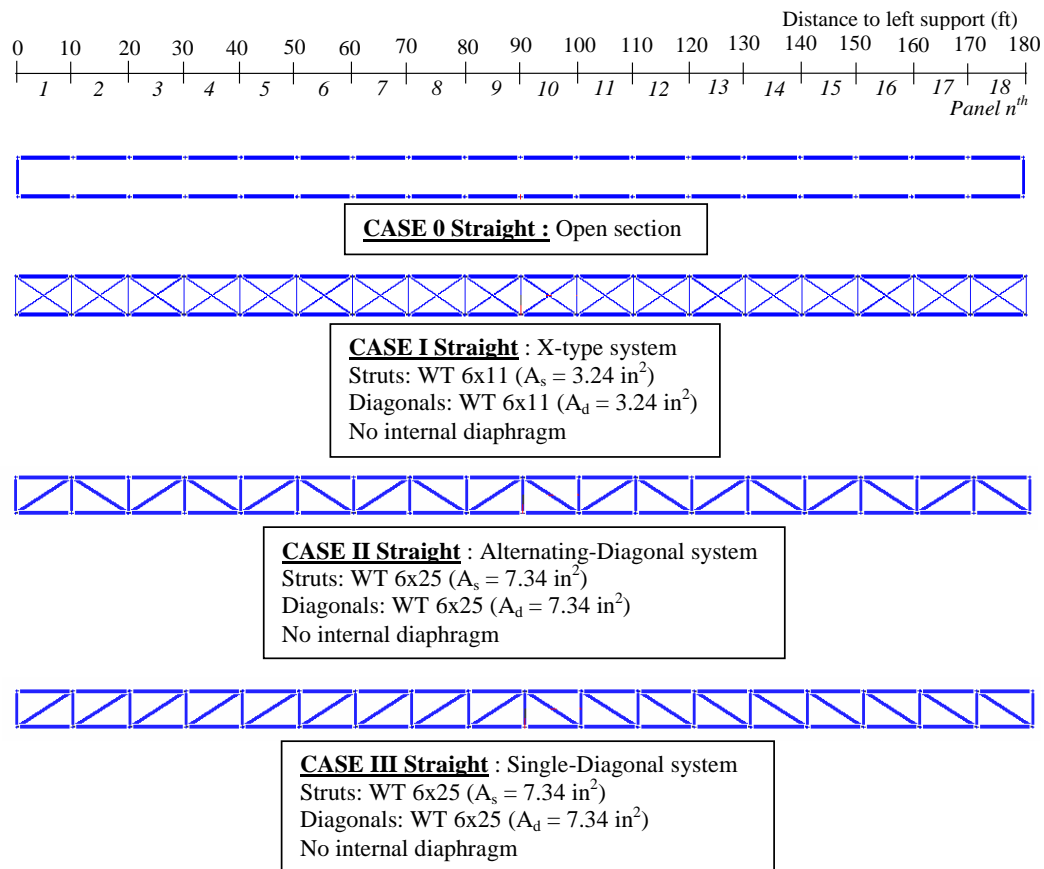 Distance to left support (ft)
0 10 20 30 40 50 60 70 80 90 100 110 120 130 140 150 160 170 180
1 2 3 4 5 6 7 8 9 10 11 12 13 14 15 16 17 18
Panel nth
CASE 0 Straight : Open section
CASE I Straight : X-type system
Struts: WT 6x11 (As = 3.24 in2)
Diagonals: WT 6x11 (Ad = 3.24 in2)
No internal diaphragm
CASE II Straight : Alternating-Diagonal system
Struts: WT 6x25 (As = 7.34 in2)
Diagonals: WT 6x25 (Ad = 7.34 in2)
No internal diaphragm
CASE III Straight : Single-Diagonal system
Struts: WT 6x25 (As = 7.34 in2)
Diagonals: WT 6x25 (Ad = 7.34 in2)
No internal diaphragm